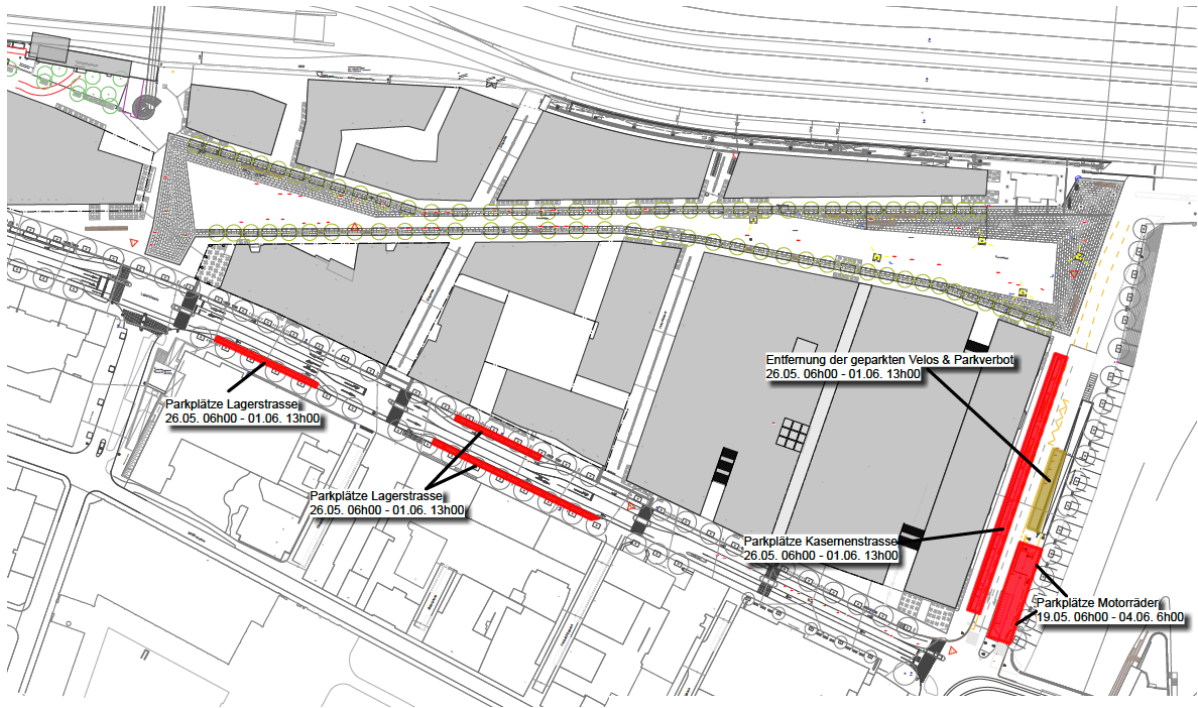 Entfernung der geparkten Velos & Parkverbot
26.05. 06h00 - 01.06. 13h00
Parkplätze Lagerstrasse
26.05. 06h00 - 01.06. 13h00
Parkplätze Lagerstrasse
26.05. 06h00 - 01.06. 13h00
Parkplätze Kasernenstrasse
26.05. 06h00 - 01.06. 13h00
Parkplätze Motorräder
19.05. 06h00 - 04.06. 6h00